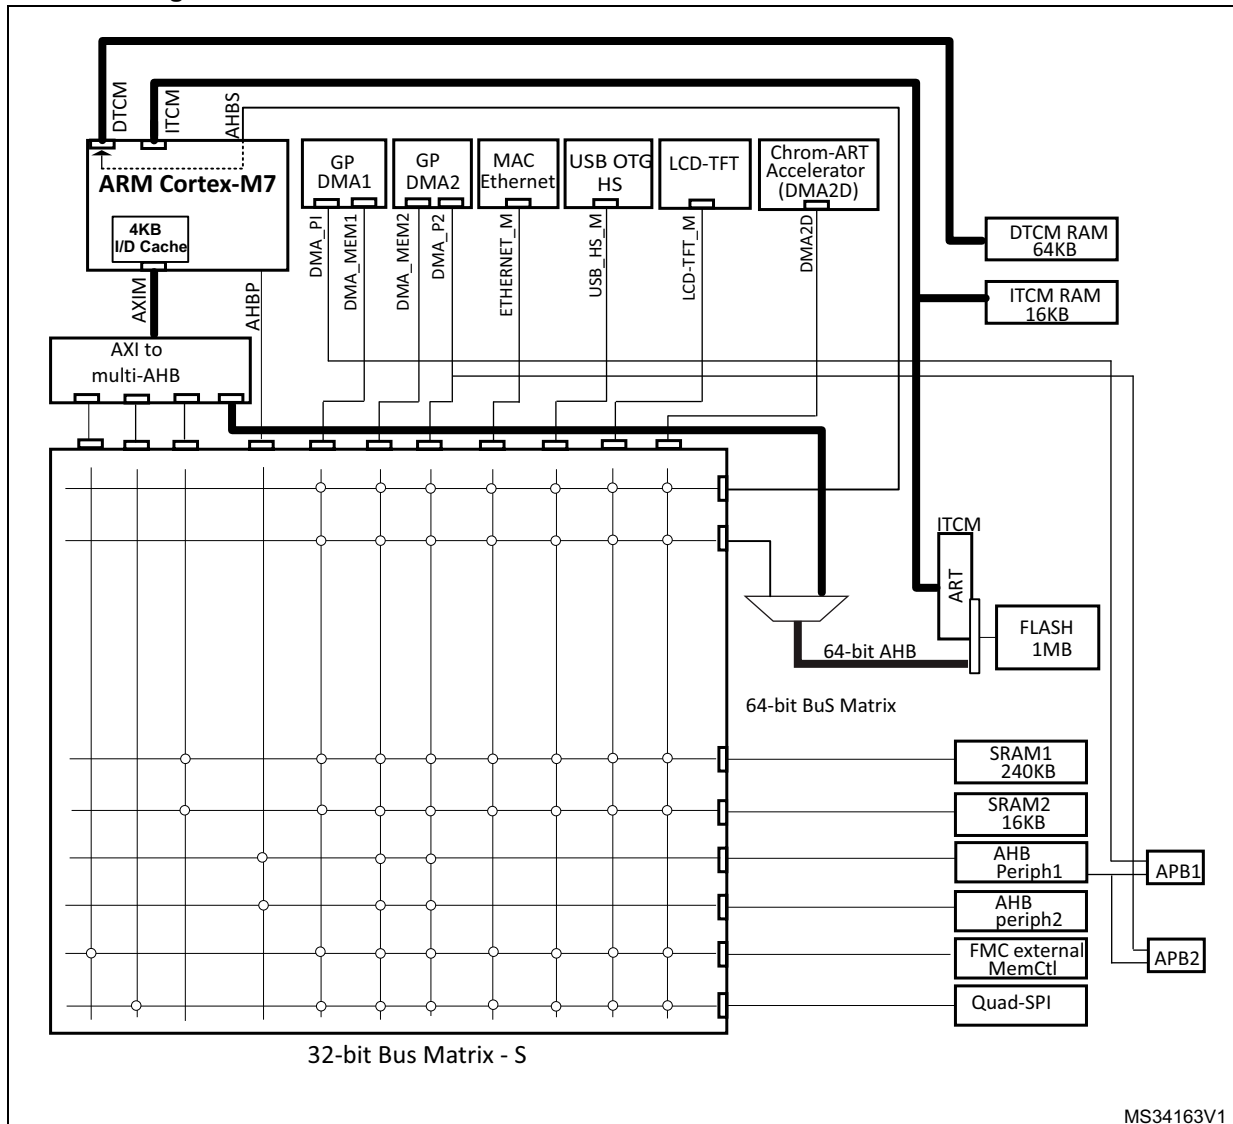 DTCM
ITCM
AHBS
ARM Cortex-M7
4KB
I/D Cache
GP
DMA1
GP
DMA2
MAC
Ethernet
USB OTG
HS
LCD-TFT
Chrom-ART
Accelerator
(DMA2D)
AXIM
AHBP
DMA_PI
DMA_MEM1
DMA_MEM2
DMA_P2
ETHERNET_M
USB_HS_M
LCD-TFT_M
DMA2D
DTCM RAM
64KB
ITCM RAM
16KB
AXI to
multi-AHB
ITCM
ART
FLASH
1MB
64-bit AHB
64-bit BuS Matrix
SRAM1
240KB
SRAM2
16KB
AHB
Periph1
APB1
AHB
periph2
FMC external
MemCtl
APB2
Quad-SPI
32-bit Bus Matrix - S
MS34163V1